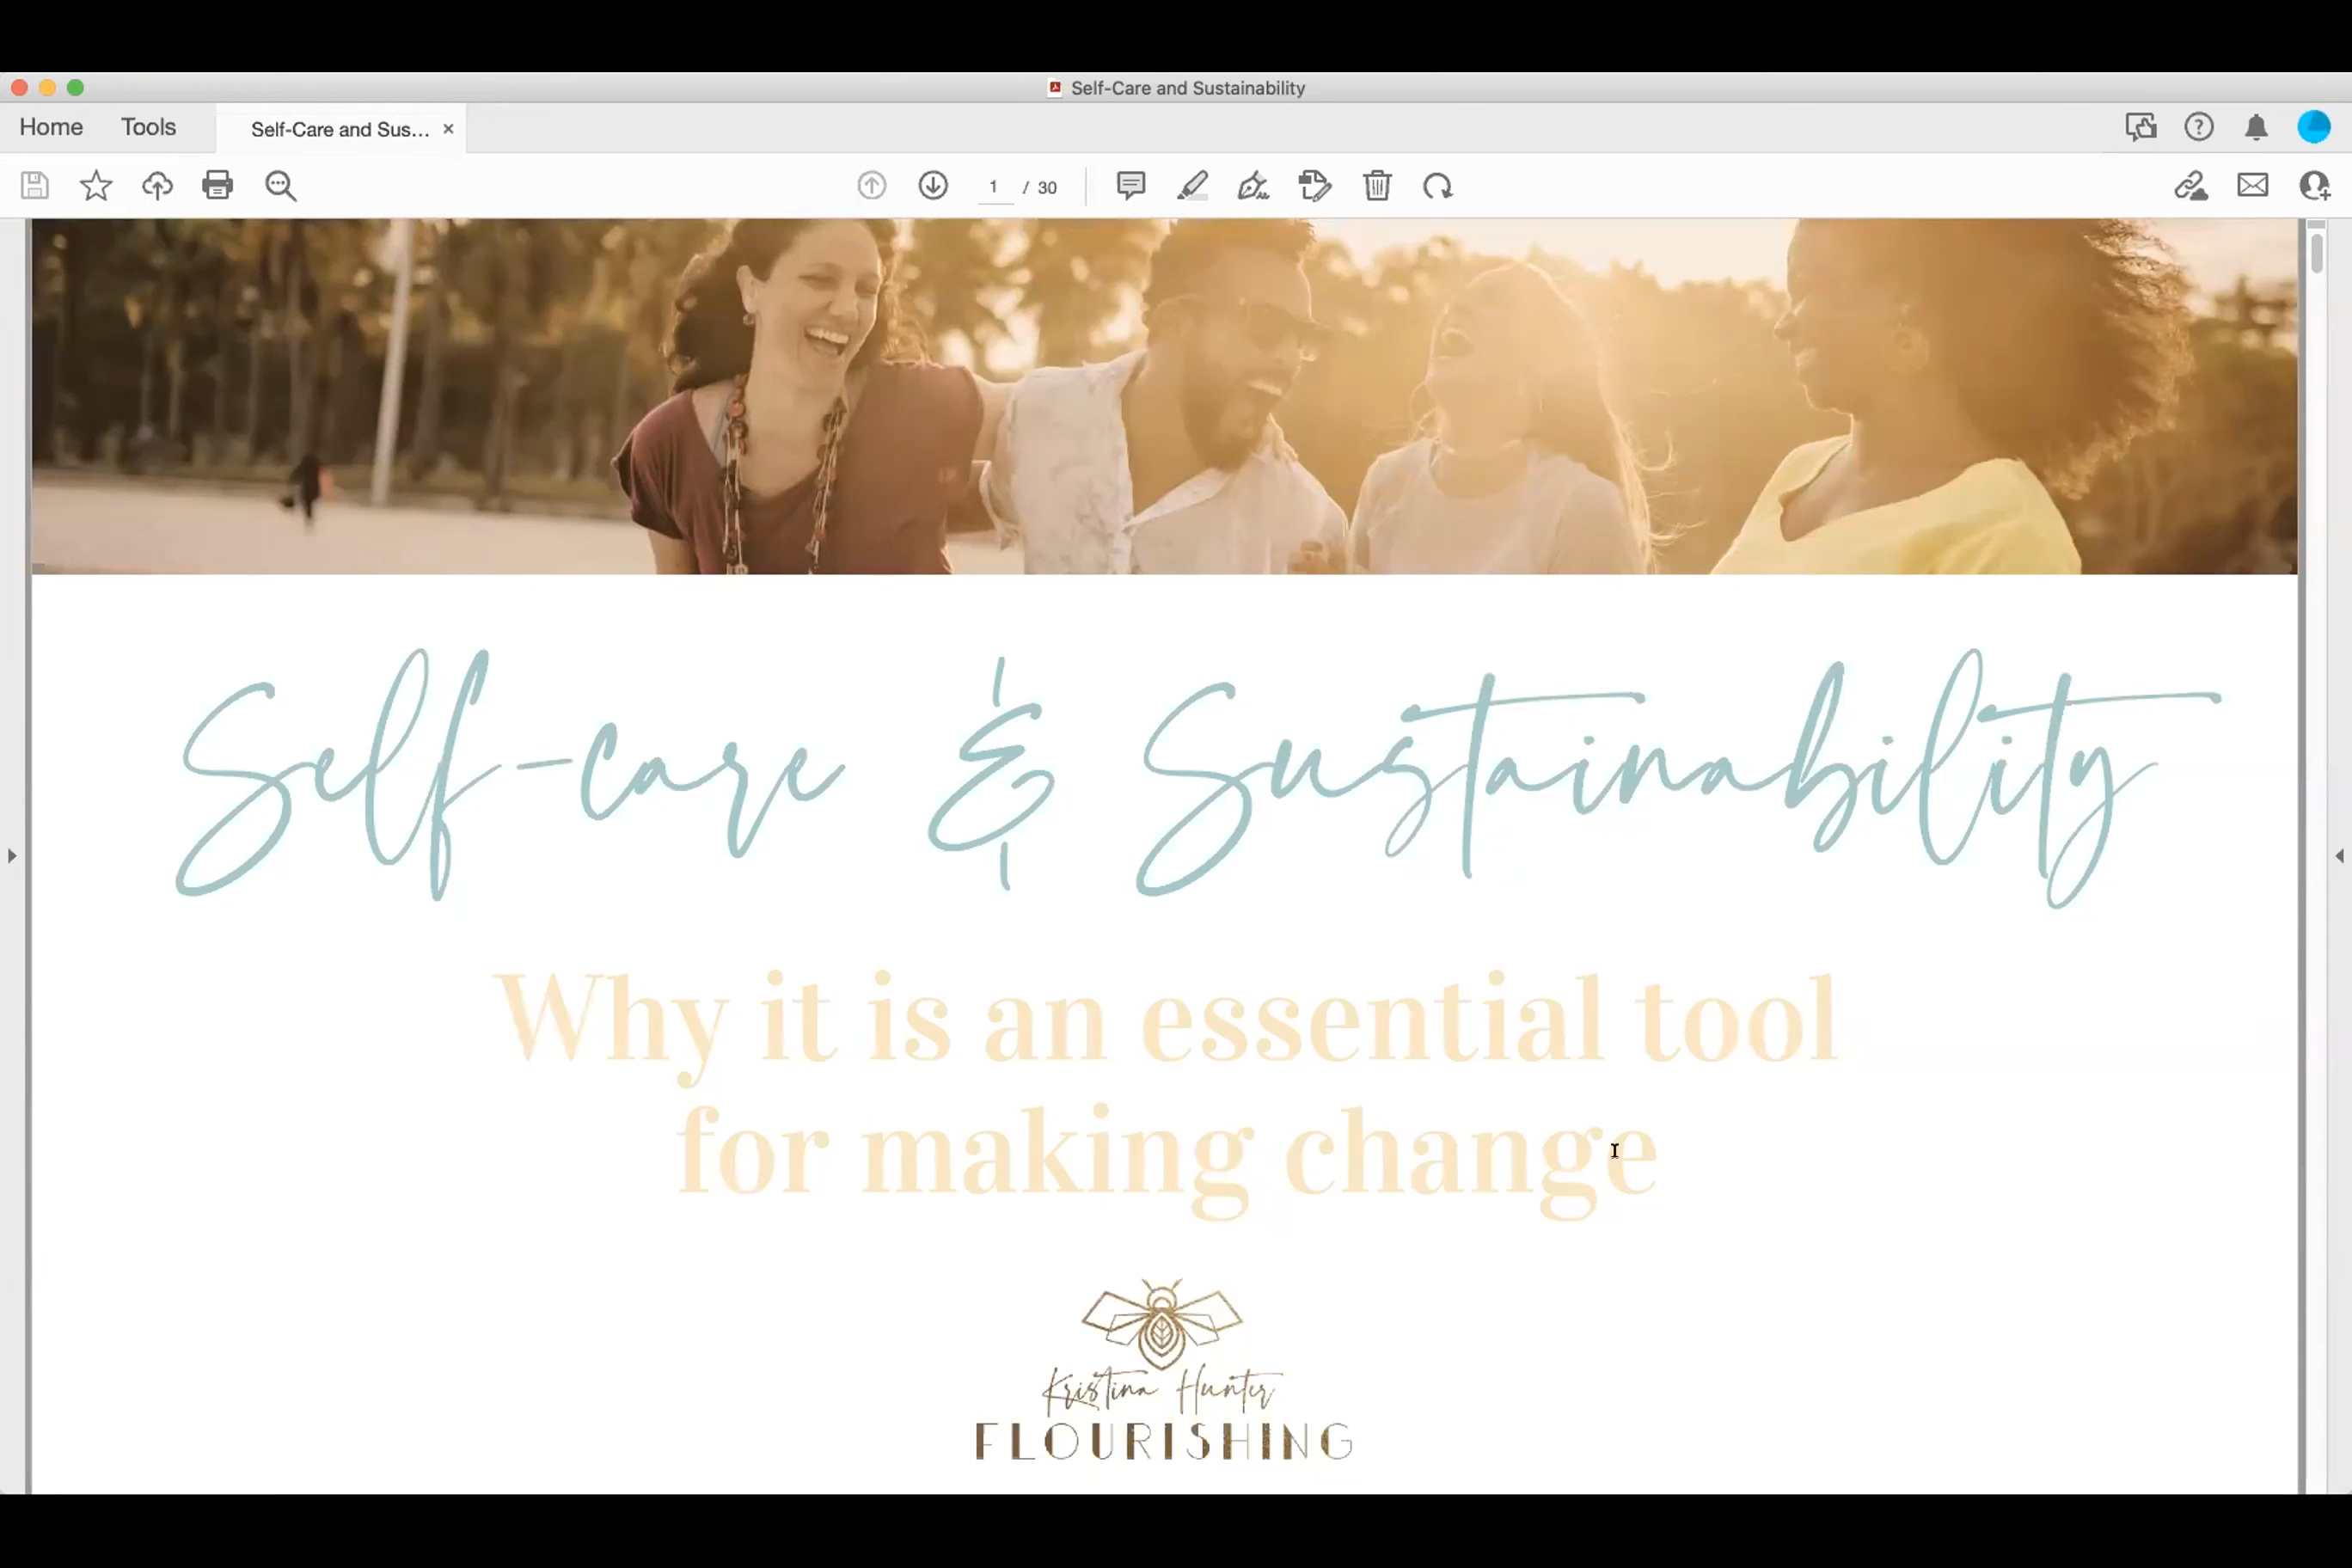 Self-Care and Sustainability
Home Tools Self-Care and Sus... ×
1 / 30
Self-care & Sustainability
Why it is an essential tool
for making change
Kristina Hunter
FLOURISHING